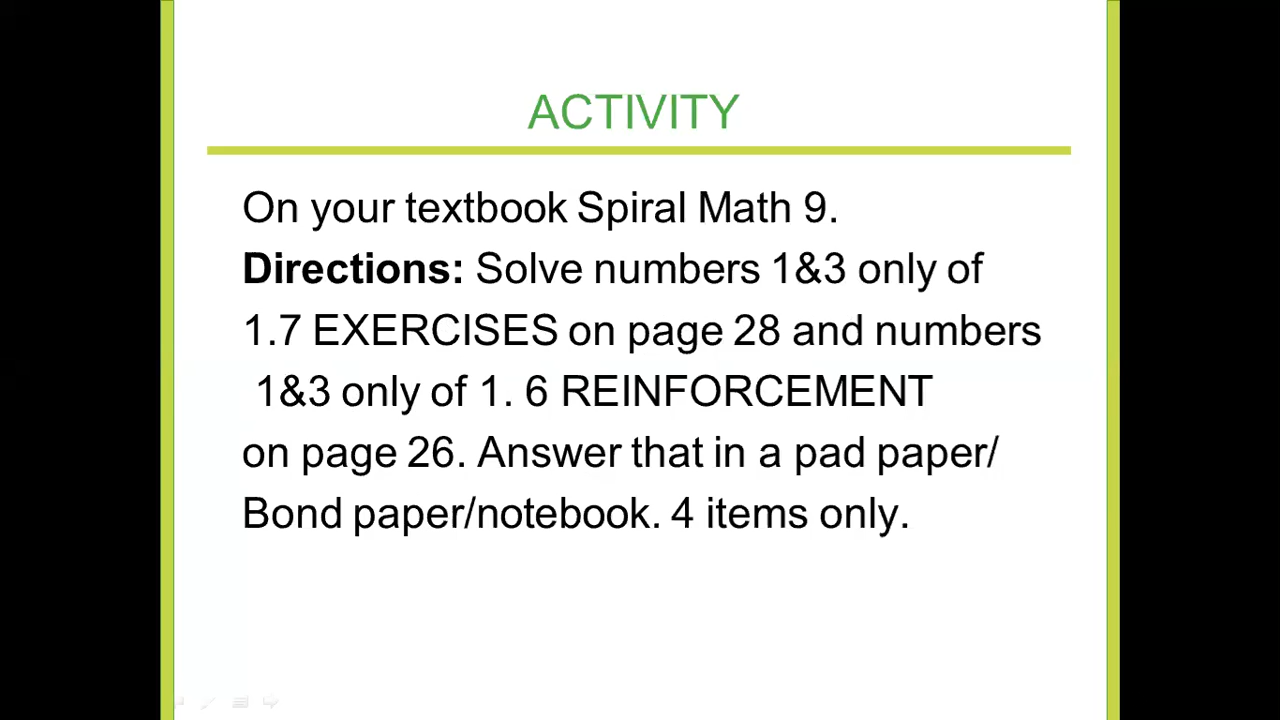 ACTIVITY
On your textbook Spiral Math 9.
Directions: Solve numbers 1&3 only of
1.7 EXERCISES on page 28 and numbers
1&3 only of 1. 6 REINFORCEMENT
on page 26. Answer that in a pad paper/
Bond paper/notebook. 4 items only.